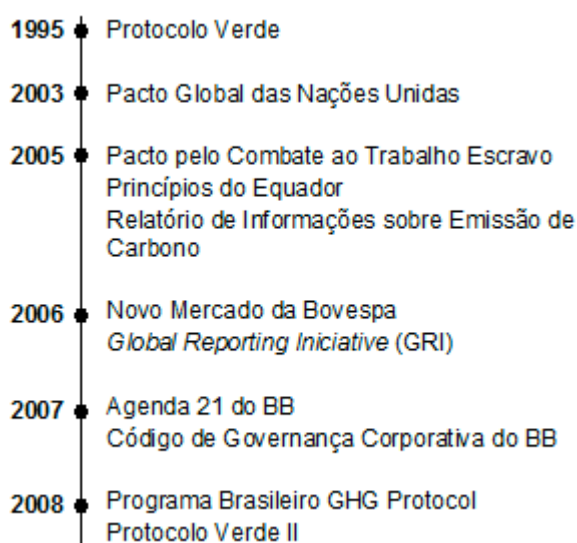 1995 Protocolo Verde
2003 Pacto Global das Nações Unidas
2005 Pacto pelo Combate ao Trabalho Escravo
Princípios do Equador
Relatório de Informações sobre Emissão de
Carbono
2006 Novo Mercado da Bovespa
Global Reporting Iniciative (GRI)
2007 Agenda 21 do BB
Código de Governança Corporativa do BB
2008 Programa Brasileiro GHG Protocol
Protocolo Verde II